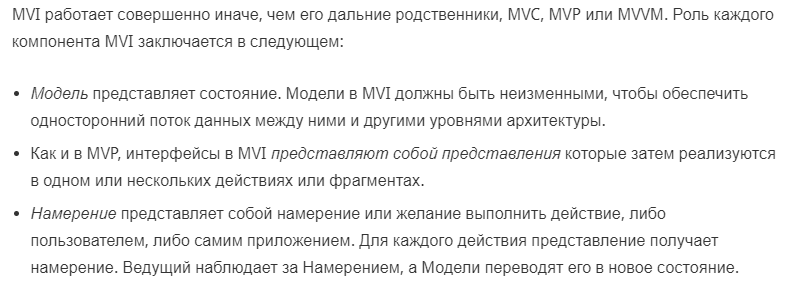 MVI работает совершенно иначе, чем его дальние родственники, MVC, MVP или MVVM. Роль каждого
компонента MVI заключается в следующем:
• Модель представляет состояние. Модели в MVI должны быть неизменными, чтобы обеспечить
односторонний поток данных между ними и другими уровнями архитектуры.
• Как и в MVP, интерфейсы в MVI представляют собой представления которые затем реализуются
в одном или нескольких действиях или фрагментах.
• Намерение представляет собой намерение или желание выполнить действие, либо
пользователем, либо самим приложением. Для каждого действия представление получает
намерение. Ведущий наблюдает за Намерением, а Модели переводят его в новое состояние.